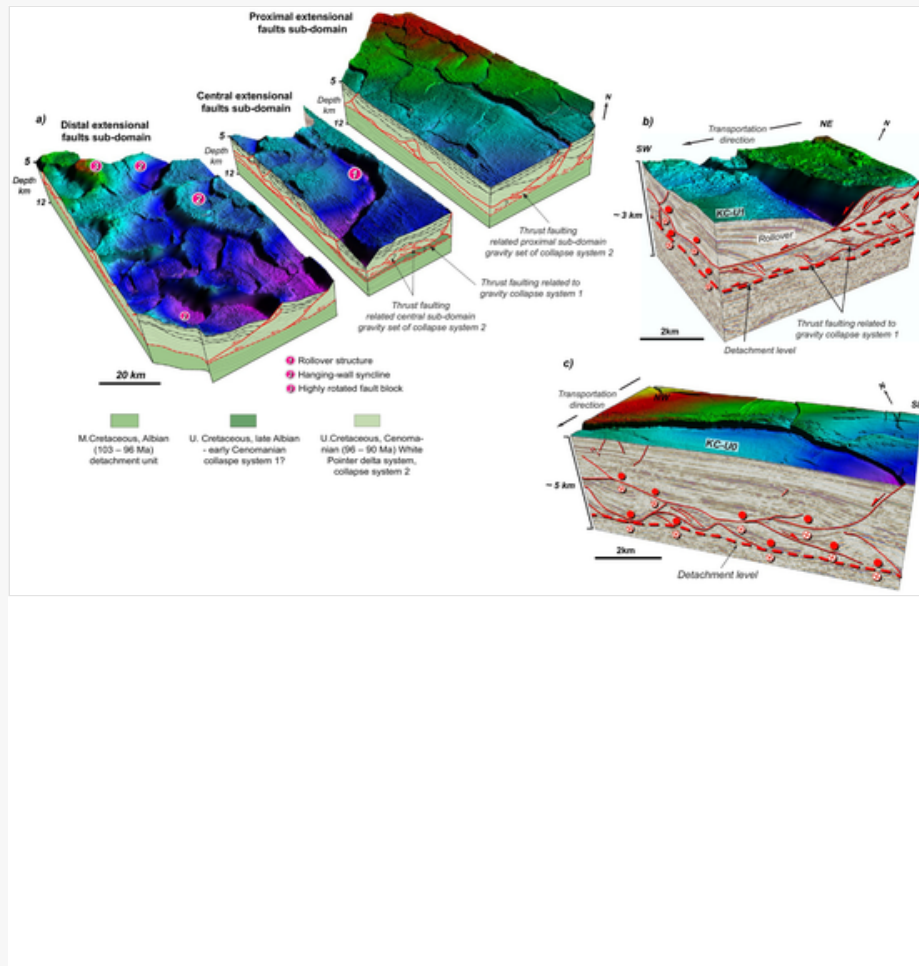 Proximal extensional
faults sub-domain
5
Depth
km
12
N
Central extensional
faults sub-domain
5
Depth
km
12
1
a)
Distal extensional
faults sub-domain
5
Depth
km
12
3
2
2
Thrust faulting
related proximal sub-domain
gravity set of collapse system 2
Thrust faulting related to
gravity collapse system 1
Thrust faulting
related central sub-domain
gravity set of collapse system 2
20 km
Rollover structure
2 Hanging-wall syncline
Highly rotated fault block
M.Cretaceous, Albian
(103 – 96 Ma)
detachment unit
U. Cretaceous, late Albian
- early Cenomanian
collaspe system 1?
U.Cretaceous, Cenoma-
nian (96 – 90 Ma) White
Pointer delta system,
collapse system 2
b)
Transportation
direction
NE
N
SW
KC-U1
~ 3 km
Rollover
Thrust faulting related to
gravity collapse system 1
Detachment level
2km
c)
Transportation
direction
NW
N
KC-U0
~ 5 km
2km
Detachment level